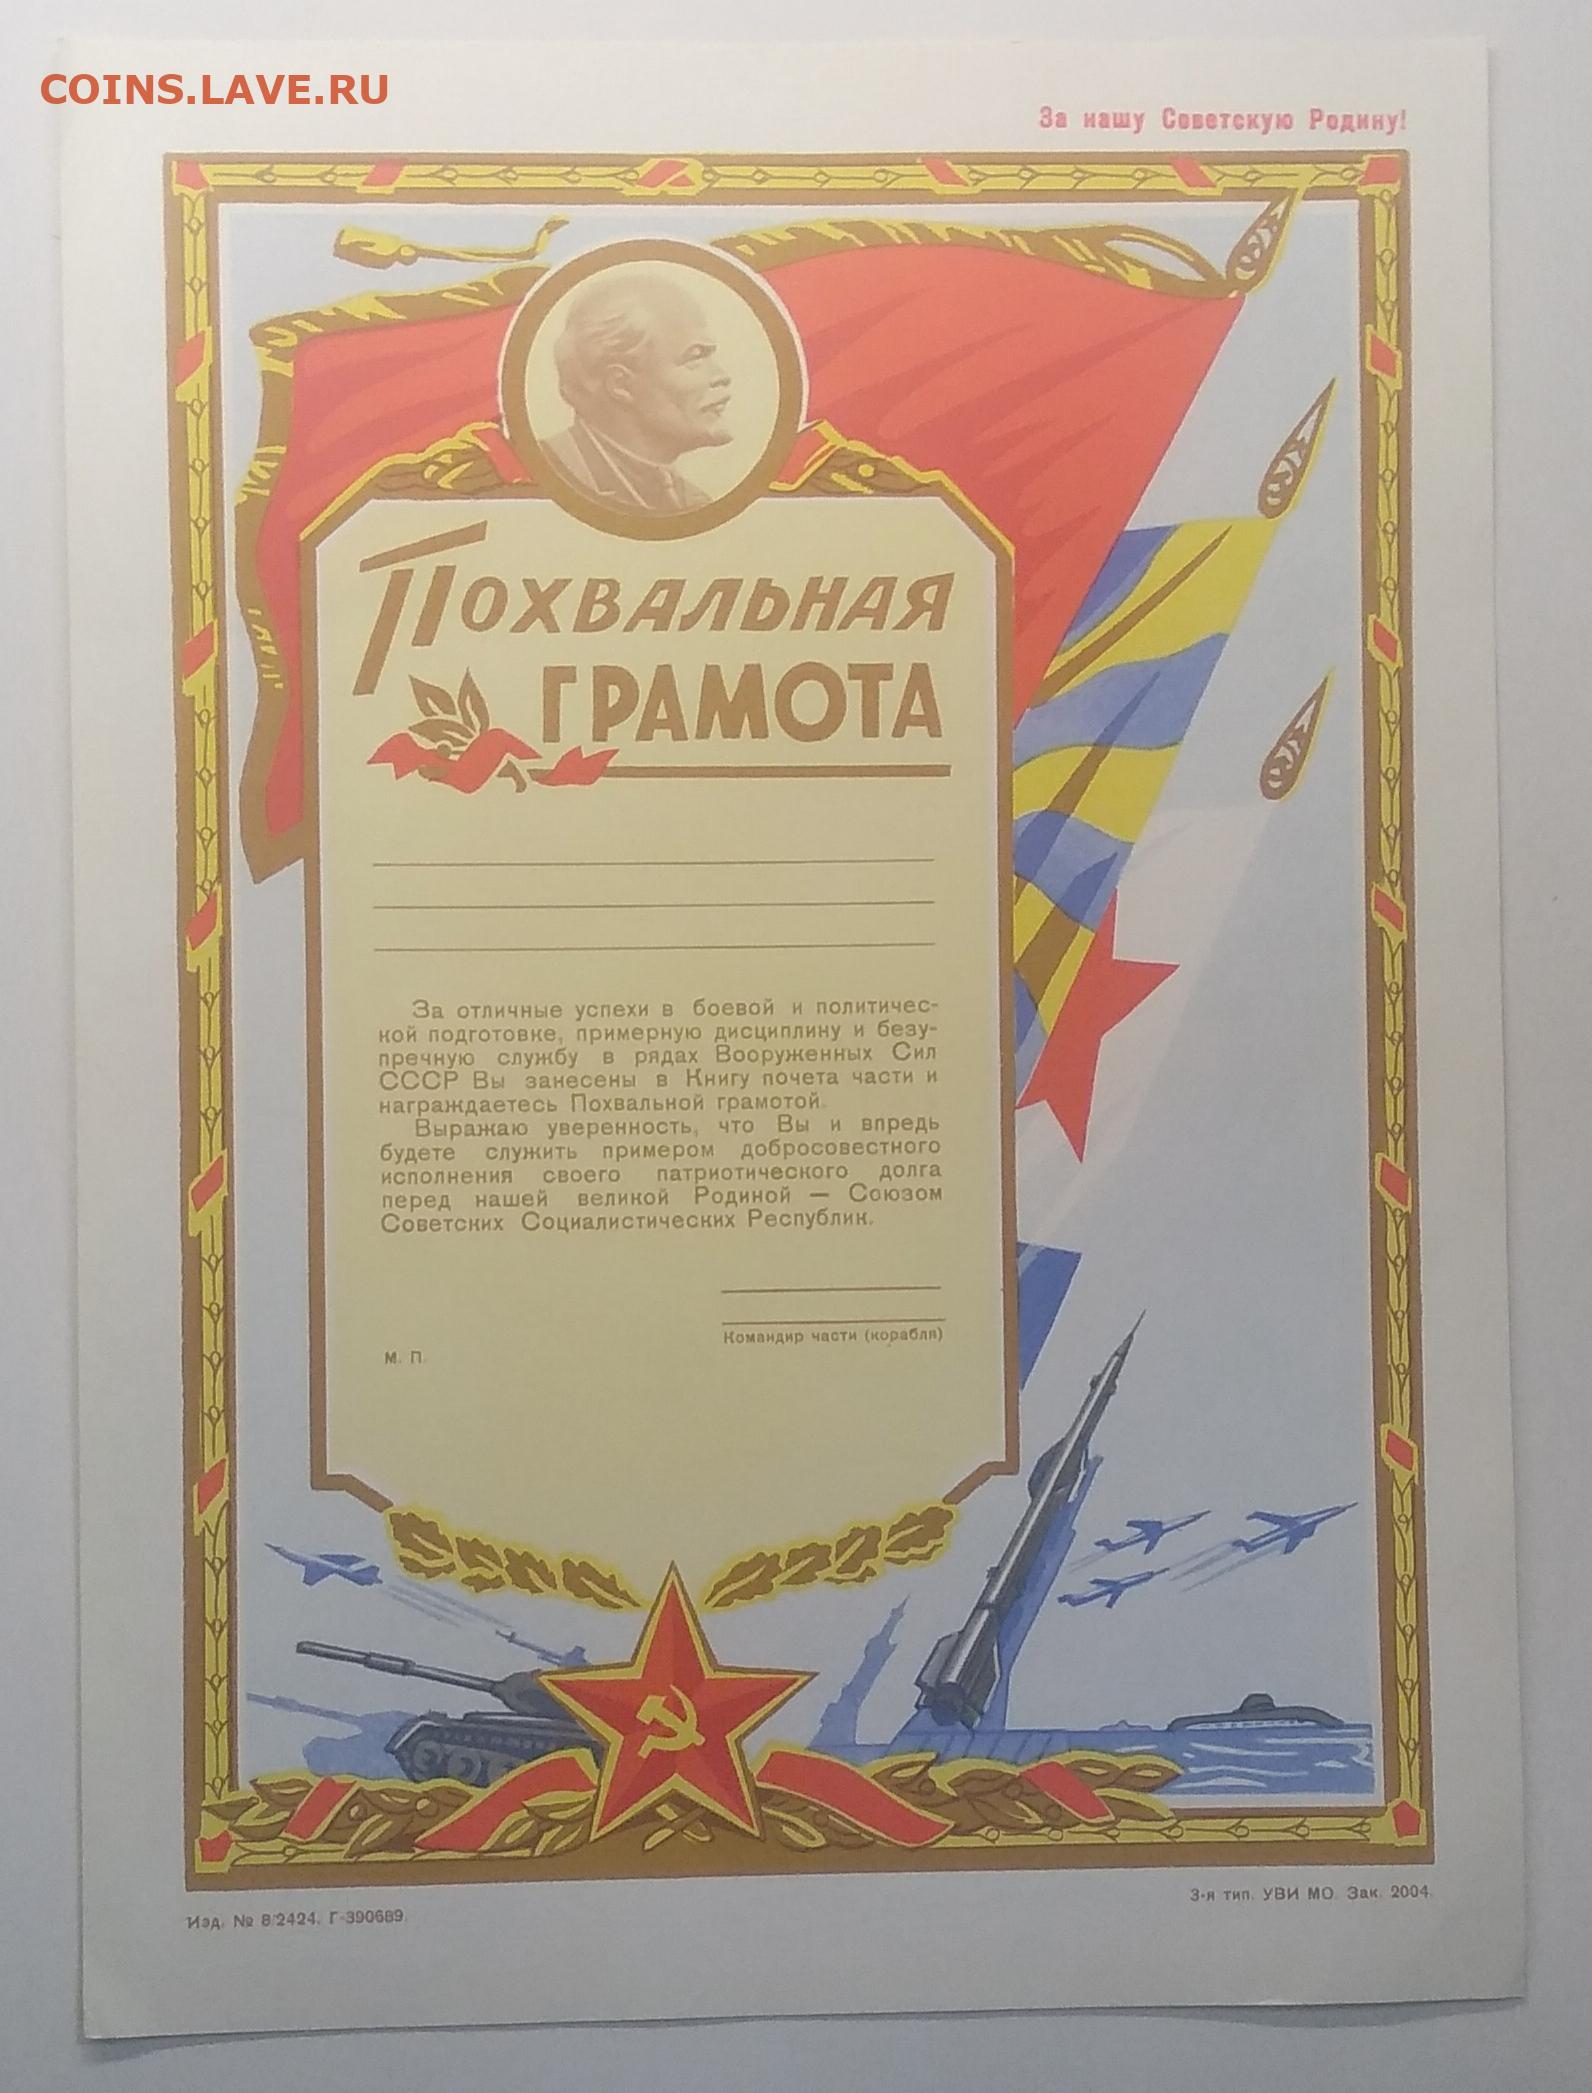 COINS.LAVE.RU
За нашу Советскую Родину!
ПОХВАЛЬНАЯ
ГРАМОТА
За отличные успехи в боевой и политичес-
кой подготовке, примерную дисциплину и безу-
пречную службу в рядах Вооруженных Сил
СССР Вы занесены в Книгу почета части и
награждаетесь Похвальной грамотой.
Выражаю уверенность, что Вы и впредь
будете служить примером добросовестного
исполнения своего патриотического долга
перед нашей великой Родиной — Союзом
Советских Социалистических Республик.
Командир части (корабля)
М. П.
Изд. № 8/2424. Г-390689.
3-я тип. УВИ МО. Зак. 2004.